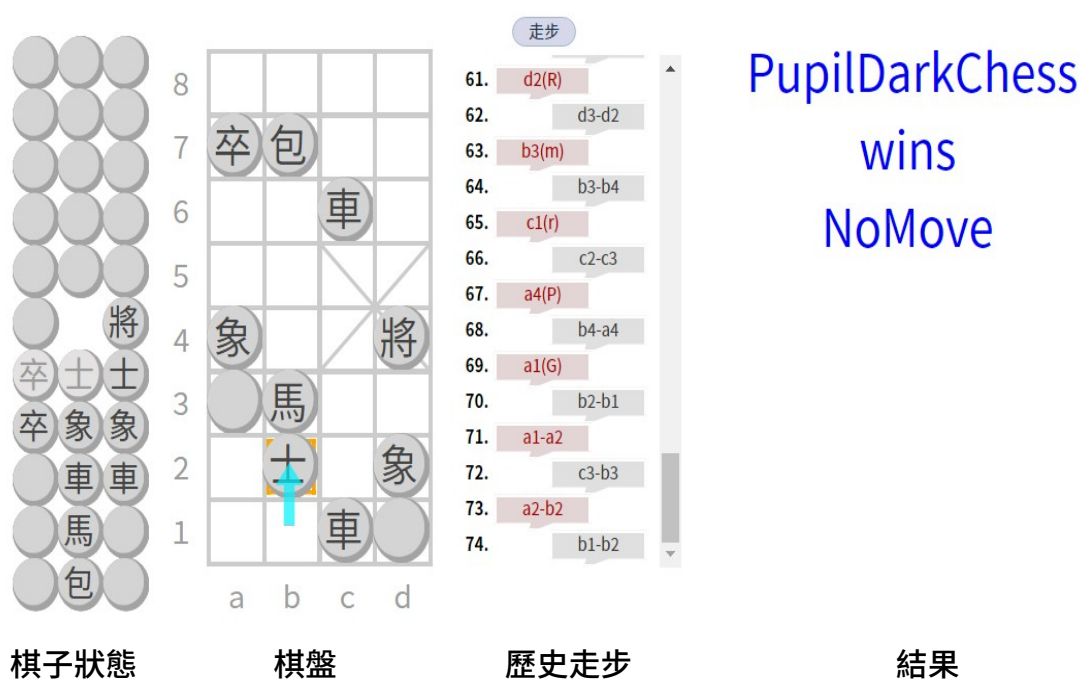 走步
將
卒 士 士
卒 象 象
車 車
馬
包
8
7 卒 包
6 車
5
4 象 將
3 馬
2 士 象
1 車
a b c d
61. d2(R)
62. d3-d2
63. b3(m)
64. b3-b4
65. c1(r)
66. c2-c3
67. a4(P)
68. b4-a4
69. a1(G)
70. b2-b1
71. a1-a2
72. c3-b3
73. a2-b2
74. b1-b2
PupilDarkChess
wins
NoMove
棋子狀態 棋盤 歷史走步 結果